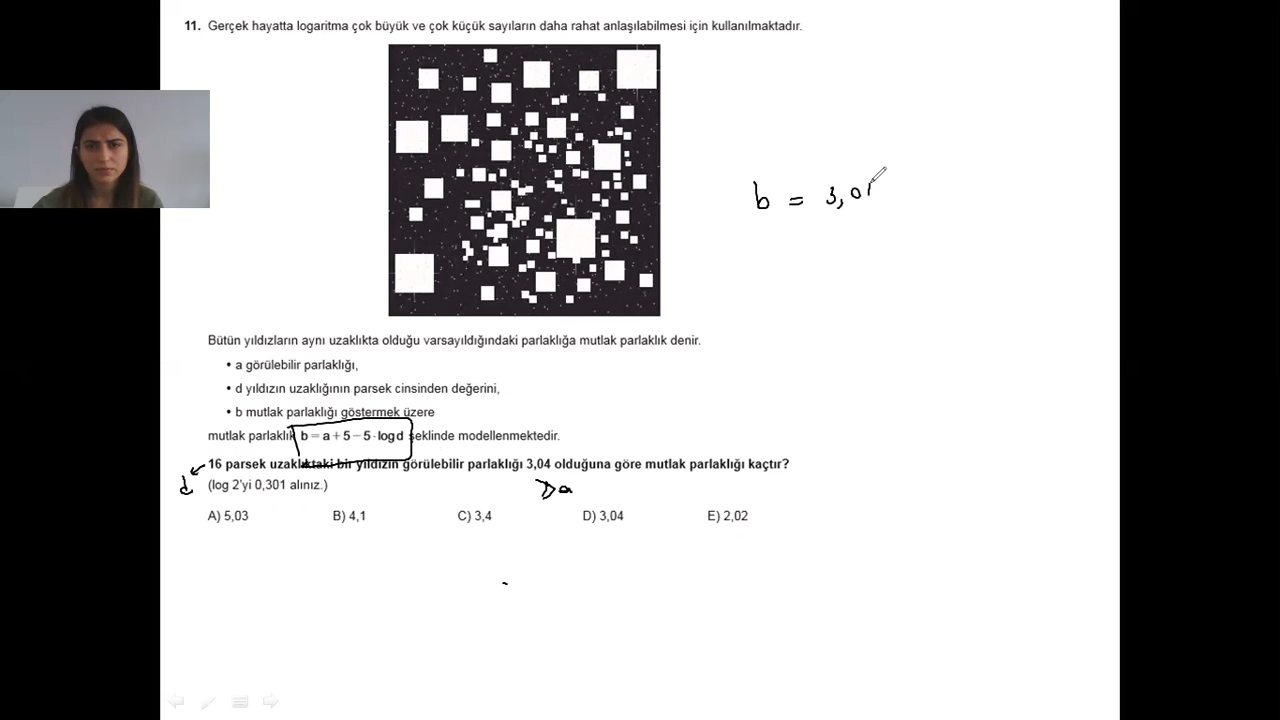 11. Gerçek hayatta logaritma çok büyük ve çok küçük sayıların daha rahat anlaşılabilmesi için kullanılmaktadır.
b = 3,0
Bütün yıldızların aynı uzaklıkta olduğu varsayıldığındaki parlaklığa mutlak parlaklık denir.
• a görülebilir parlaklığı,
• d yıldızın uzaklığının parsek cinsinden değerini,
• b mutlak parlaklığı göstermek üzere
mutlak parlaklık b = a + 5 − 5 · log d şeklinde modellenmektedir.
16 parsek uzaklıktaki bir yıldızın görülebilir parlaklığı 3,04 olduğuna göre mutlak parlaklığı kaçtır?
d (log 2'yi 0,301 alınız.) a
A) 5,03 B) 4,1 C) 3,4 D) 3,04 E) 2,02